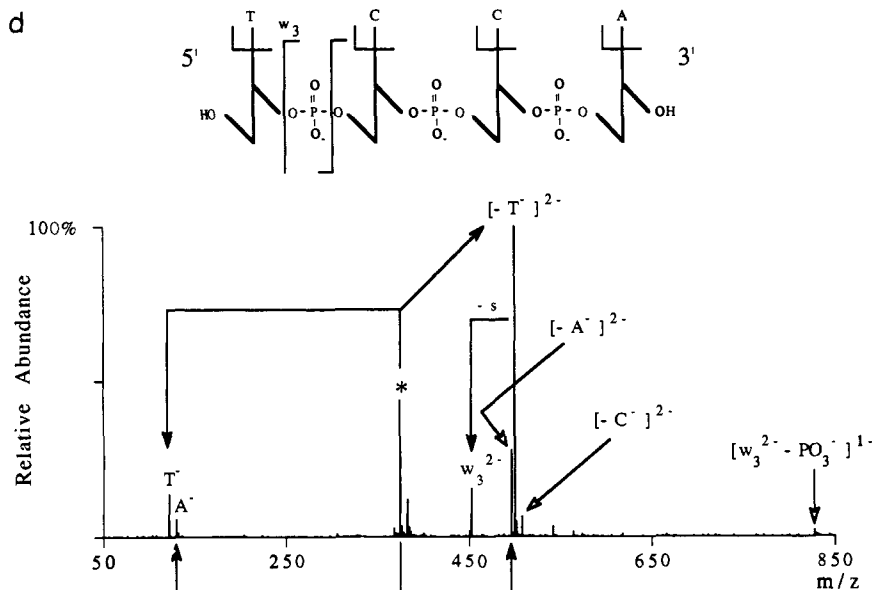 d
T C C A
w3
5' 3'
O O O
HO O-P-O O-P-O O-P-O OH
O- O- O-
[- T⁻ ]²⁻
100%
- s
[- A⁻ ]²⁻
*
[- C⁻ ]²⁻
Relative Abundance
w₃²⁻
[w₃²⁻ - PO₃⁻ ]¹⁻
T⁻
A⁻
50 250 450 650 850
m/z